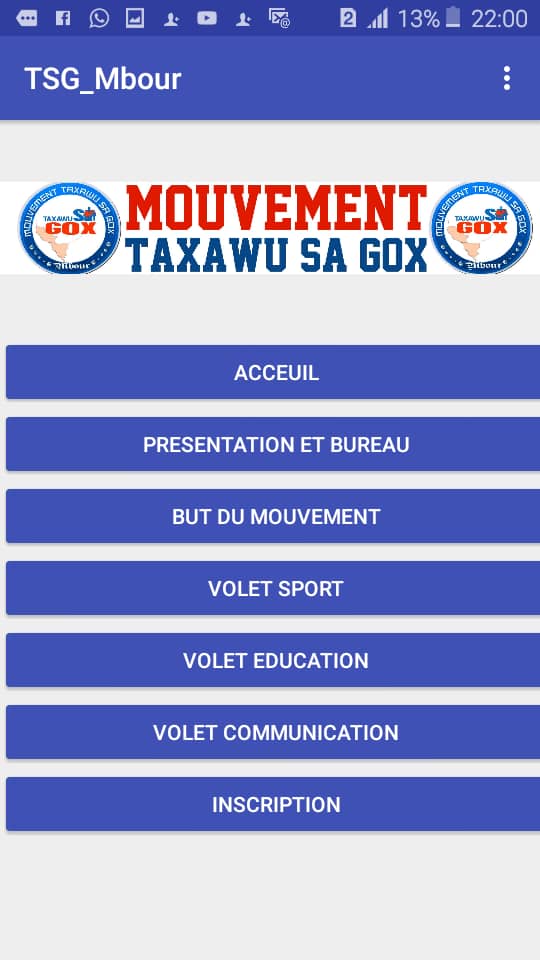 2 13% 22:00
TSG_Mbour
MOUVEMENT TAXAWU SA GOX
TAXAWU Sa
GOX
Mbour
MOUVEMENT
TAXAWU SA GOX
MOUVEMENT TAXAWU SA GOX
TAXAWU Sa
GOX
Mbour
ACCEUIL
PRESENTATION ET BUREAU
BUT DU MOUVEMENT
VOLET SPORT
VOLET EDUCATION
VOLET COMMUNICATION
INSCRIPTION